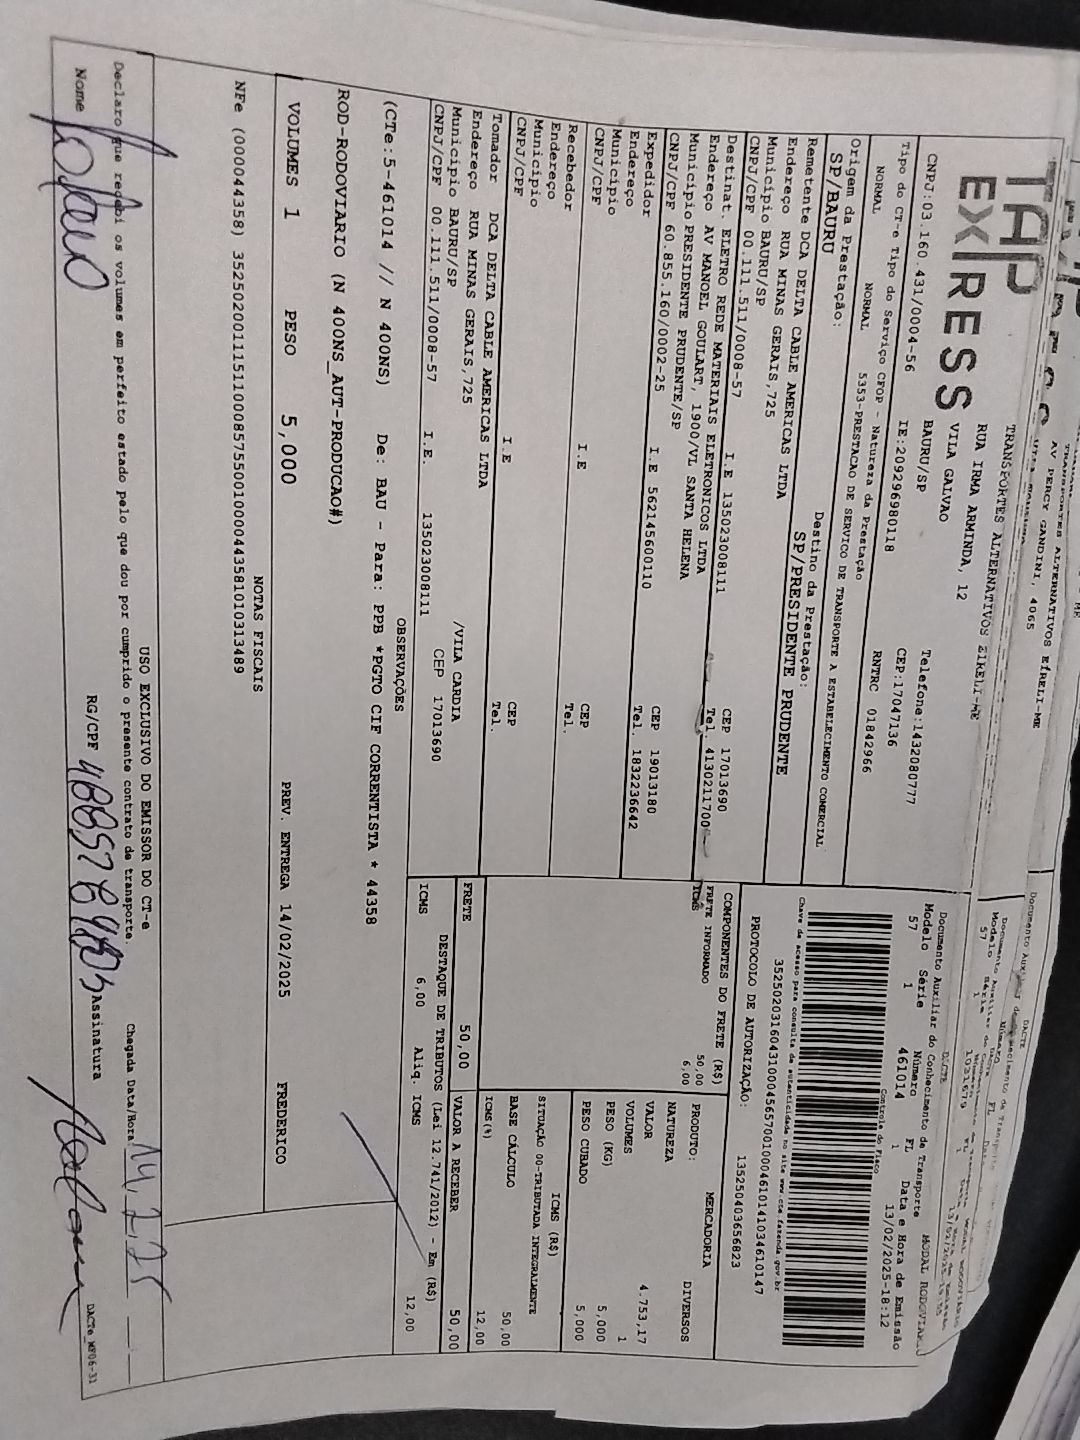 TRANSPORTES ALTERNATIVOS EIRELI-ME
AV PERCY GANDINI, 4065
TAP
EXPRESS
TRANSPORTES ALTERNATIVOS EIRELI-ME
RUA IRMA ARMINDA, 12
VILA GALVAO
BAURU/SP
Telefone:1432080777
CNPJ:03.160.431/0004-56 IE:209296980118 CEP:17047136
RNTRC 01842966
DACTE
Documento Auxiliar do Conhecimento de Transporte MODAL RODOVIARIO
Modelo Série Número FL Data e Hora de Emissão
57 1 461014 1 13/02/2025-18:12
Controle do Fisco
Chave de acesso para consulta de autenticidade no site www.cte.fazenda.gov.br
35250203160431000456570010004610141034610147
PROTOCOLO DE AUTORIZAÇÃO: 135250403656823
Tipo do CT-e Tipo do Serviço CFOP - Natureza da Prestação
NORMAL NORMAL 5353-PRESTACAO DE SERVICO DE TRANSPORTE A ESTABELECIMENTO COMERCIAL
Origem da Prestação: Destino da Prestação:
SP/BAURU SP/PRESIDENTE PRUDENTE
Remetente DCA DELTA CABLE AMERICAS LTDA
Endereço RUA MINAS GERAIS,725
Município BAURU/SP CEP 17013690
CNPJ/CPF 00.111.511/0008-57 I.E 135023008111 Tel. 4130211700
Destinat. ELETRO REDE MATERIAIS ELETRONICOS LTDA
Endereço AV MANOEL GOULART, 1900/VL SANTA HELENA
Município PRESIDENTE PRUDENTE/SP CEP 19013180
CNPJ/CPF 60.855.160/0002-25 I.E 562145600110 Tel. 1832236642
Expedidor
Endereço
Município CEP
CNPJ/CPF I.E Tel.
Recebedor
Endereço
Município CEP
CNPJ/CPF I.E Tel.
Tomador DCA DELTA CABLE AMERICAS LTDA
Endereço RUA MINAS GERAIS,725 /VILA CARDIA
Município BAURU/SP CEP 17013690
CNPJ/CPF 00.111.511/0008-57 I.E. 135023008111
COMPONENTES DO FRETE (R$)
FRETE INFORMADO 50,00
ICMS 6,00
FRETE 50,00
PRODUTO: MERCADORIA
NATUREZA DIVERSOS
VALOR 4.753,17
VOLUMES 1
PESO (KG) 5,000
PESO CUBADO 5,000
ICMS (R$)
SITUAÇÃO 00-TRIBUTADA INTEGRALMENTE
BASE CÁLCULO 50,00
ICMS(%) 12,00
VALOR A RECEBER 50,00
DESTAQUE DE TRIBUTOS (Lei 12.741/2012) - Em (R$)
ICMS 6,00 Aliq. ICMS 12,00
OBSERVAÇÕES
(CTe:5-461014 // N 400NS) De: BAU - Para: PPB *PGTO CIF CORRENTISTA * 44358
ROD-RODOVIARIO (N 400NS_AUT-PRODUCAO#)
VOLUMES 1 PESO 5,000 PREV. ENTREGA 14/02/2025 FREDERICO
NOTAS FISCAIS
NFe (000044358) 35250200111511000857550010000443581010313489
USO EXCLUSIVO DO EMISSOR DO CT-e
Declaro que recebi os volumes em perfeito estado pelo que dou por cumprido o presente contrato de transporte. Chegada Data/Hora 14.2.25
Nome RG/CPF Assinatura
DACTe_WF06-31